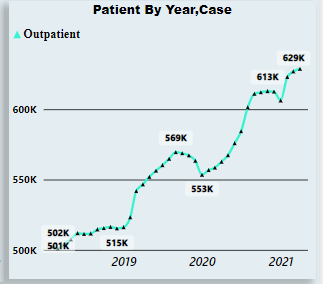 Patient By Year,Case
Outpatient
629K
613K
600K
569K
550K
553K
502K
501K
515K
500K
2019
2020
2021